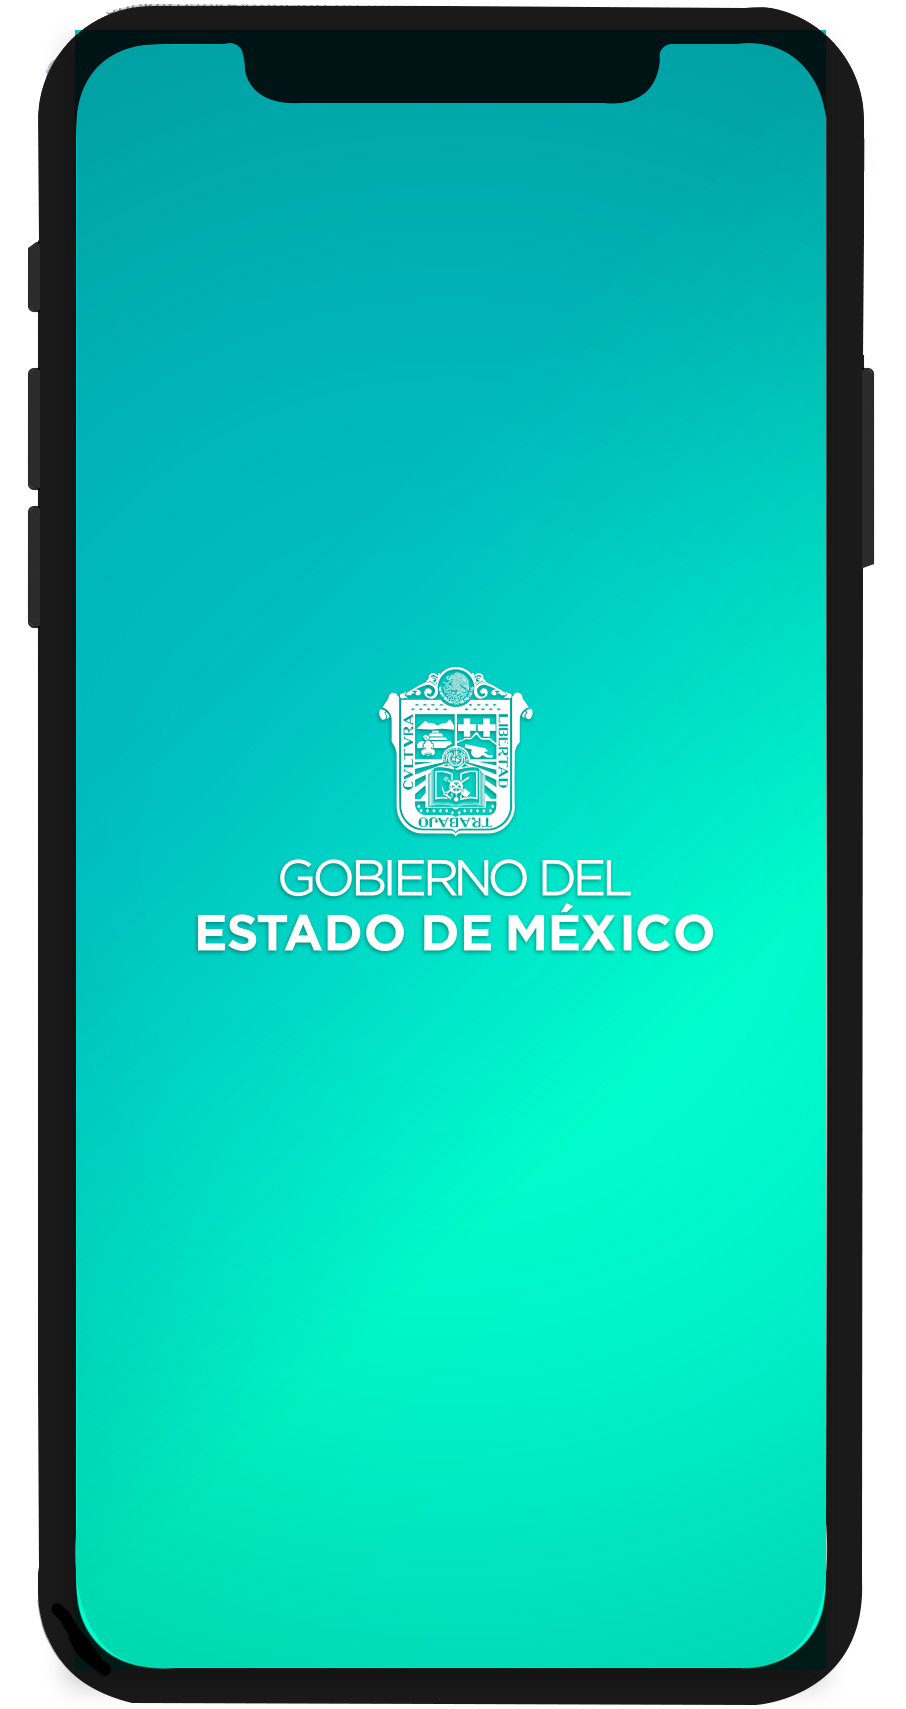 CVLTVRA
LIBERTAD
TRABAJO
GOBIERNO DEL
ESTADO DE MÉXICO